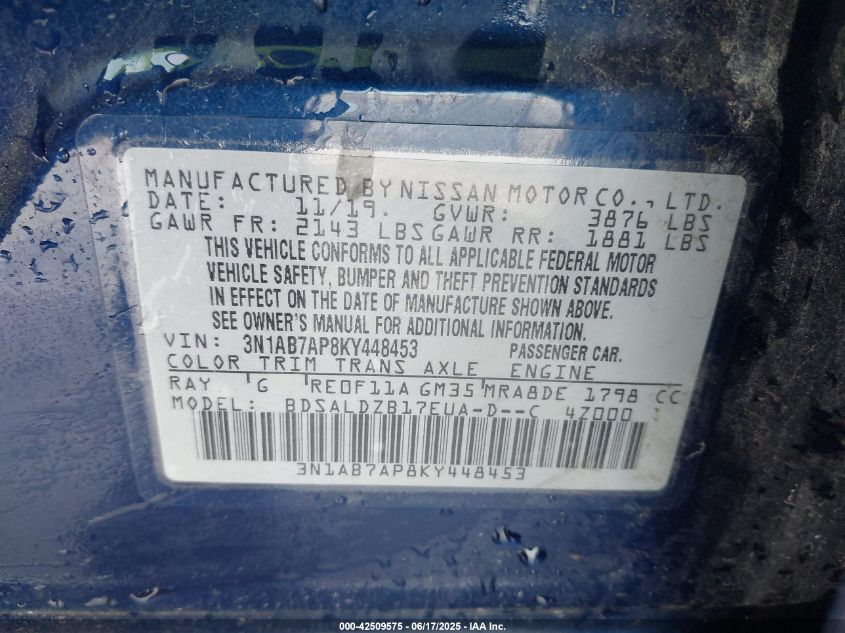 MANUFACTURED BY NISSAN MOTOR CO., LTD.
DATE: 11/19. GVWR: 3876 LBS
GAWR FR: 2143 LBS GAWR RR: 1881 LBS
THIS VEHICLE CONFORMS TO ALL APPLICABLE FEDERAL MOTOR
VEHICLE SAFETY, BUMPER AND THEFT PREVENTION STANDARDS
IN EFFECT ON THE DATE OF MANUFACTURE SHOWN ABOVE.
SEE OWNER'S MANUAL FOR ADDITIONAL INFORMATION.
VIN: 3N1AB7AP8KY448453 PASSENGER CAR.
COLOR TRIM TRANS AXLE ENGINE
RAY G RE0F11A GM35 MRA8DE 1798 CC
MODEL: BDSALDZB17EUA-D--C 4Z000
3N1AB7AP8KY448453
000-42509575 - 06/17/2025 - IAA Inc.